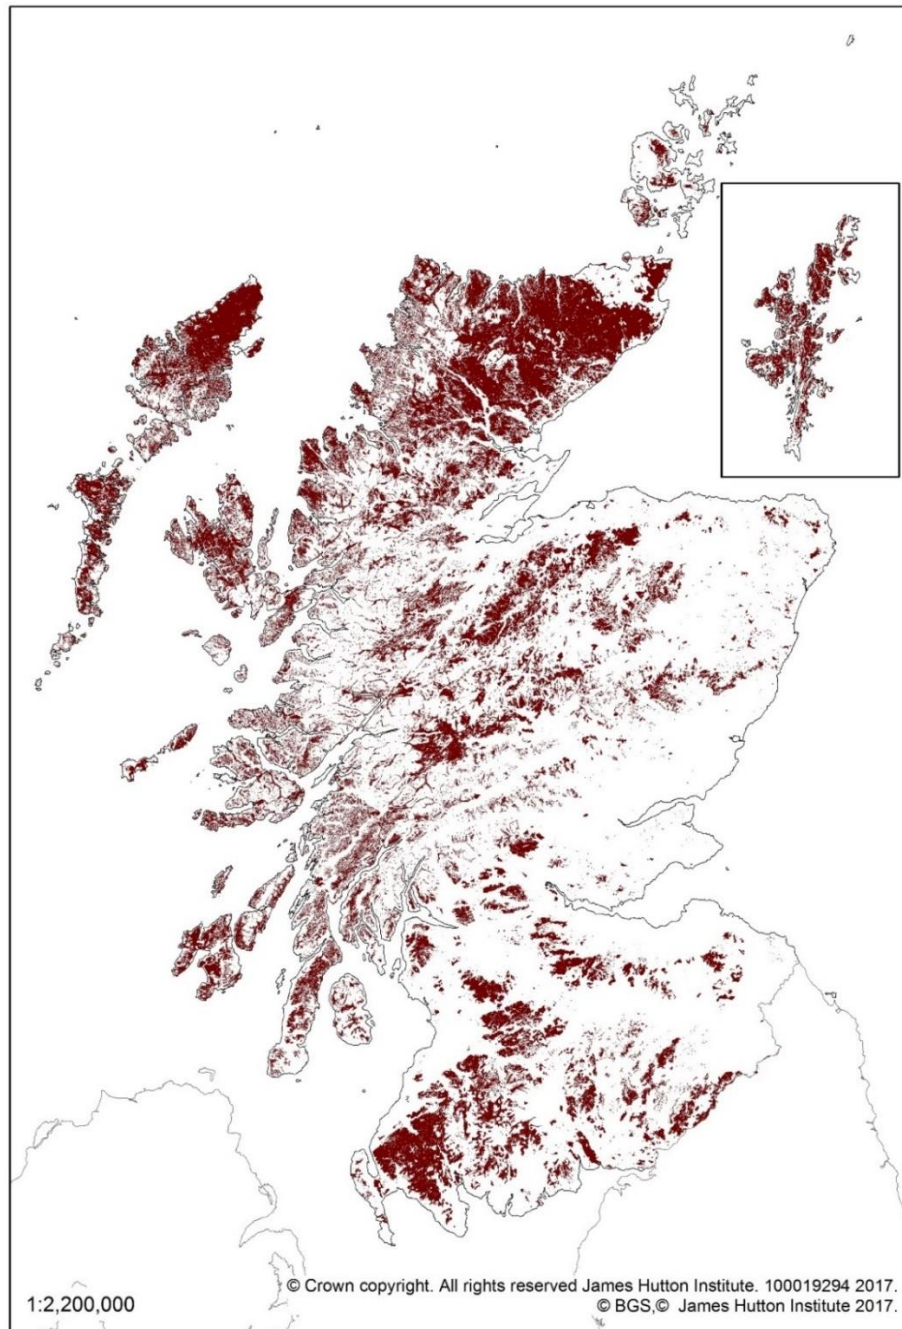 1:2,200,000
© Crown copyright. All rights reserved James Hutton Institute. 100019294 2017.
© BGS,© James Hutton Institute 2017.